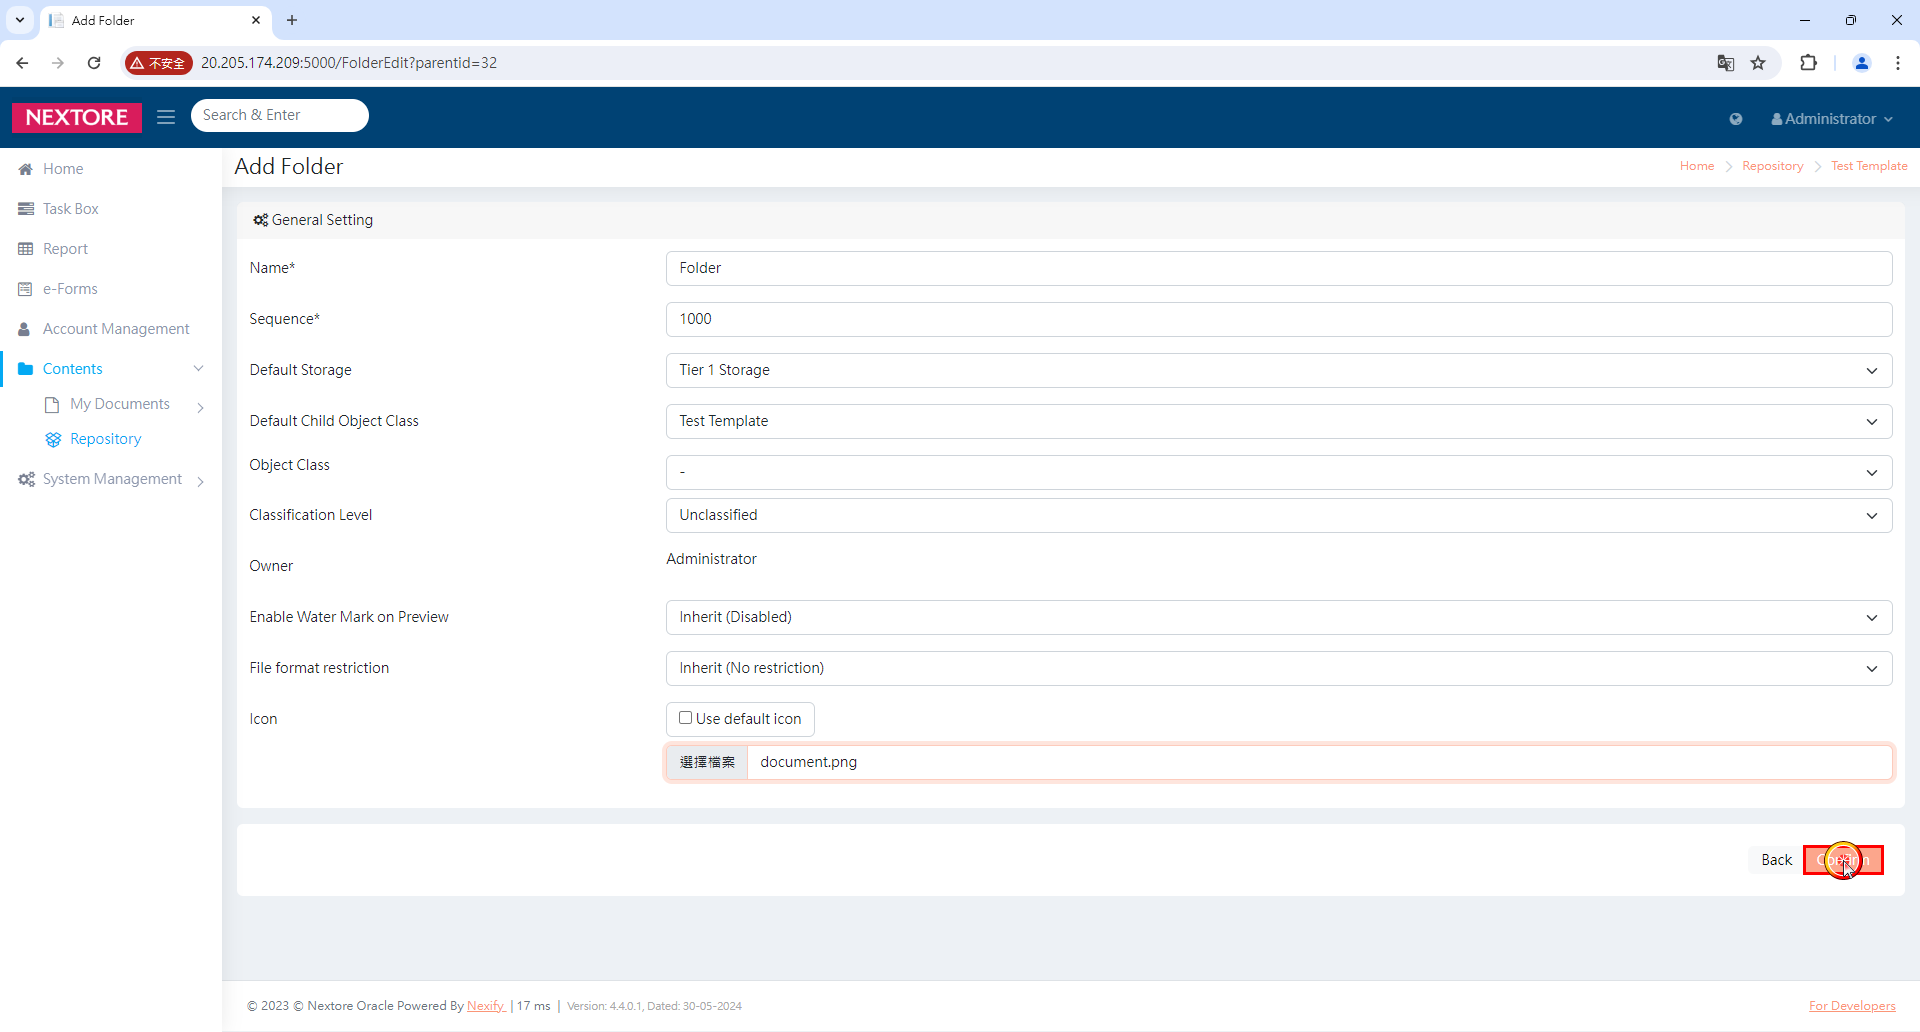 Add Folder
不安全
20.205.174.209:5000/FolderEdit?parentid=32
NEXTORE
Search & Enter
Administrator
Home
Task Box
Report
e-Forms
Account Management
Contents
My Documents
Repository
System Management
Add Folder
Home
Repository
Test Template
General Setting
Name*
Folder
Sequence*
1000
Default Storage
Tier 1 Storage
Default Child Object Class
Test Template
Object Class
-
Classification Level
Unclassified
Owner
Administrator
Enable Water Mark on Preview
Inherit (Disabled)
File format restriction
Inherit (No restriction)
Icon
Use default icon
選擇檔案
document.png
Back
Confirm
© 2023 © Nextore Oracle Powered By Nexify | 17 ms | Version: 4.4.0.1, Dated: 30-05-2024
For Developers